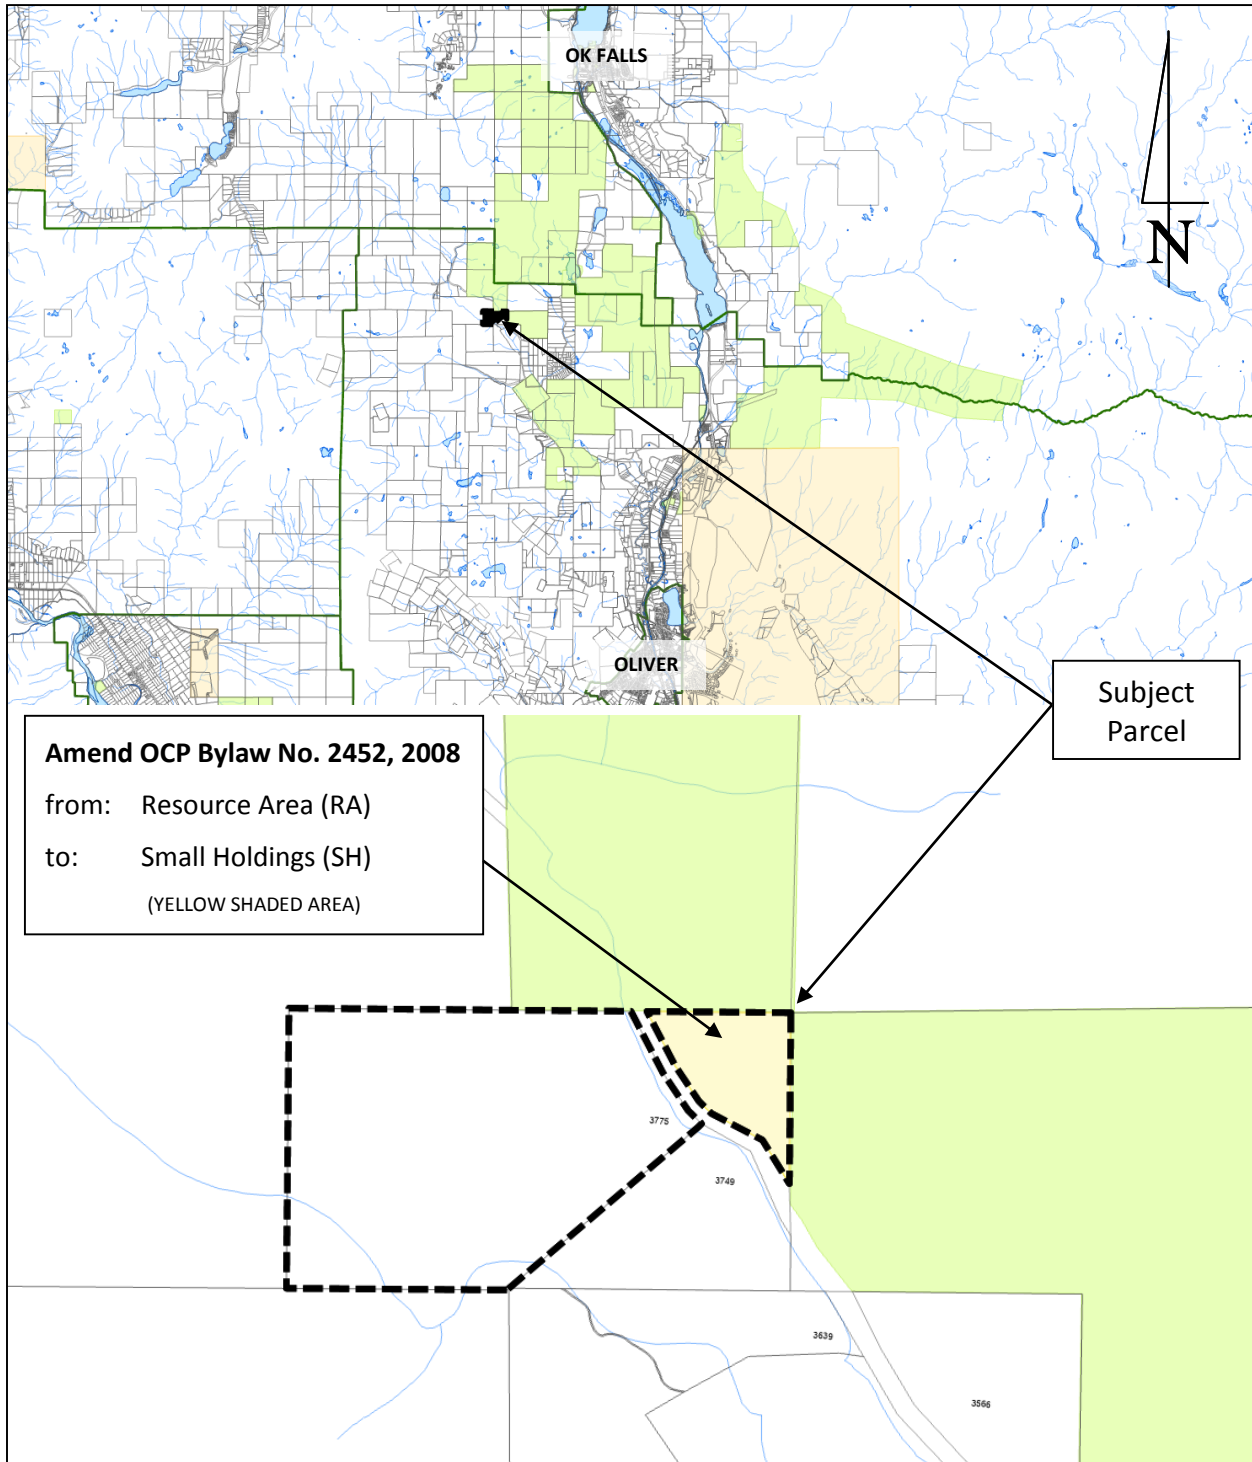 OK FALLS
N
OLIVER
Subject
Parcel
Amend OCP Bylaw No. 2452, 2008
from: Resource Area (RA)
to: Small Holdings (SH)
(YELLOW SHADED AREA)
3775
3749
3639
3566